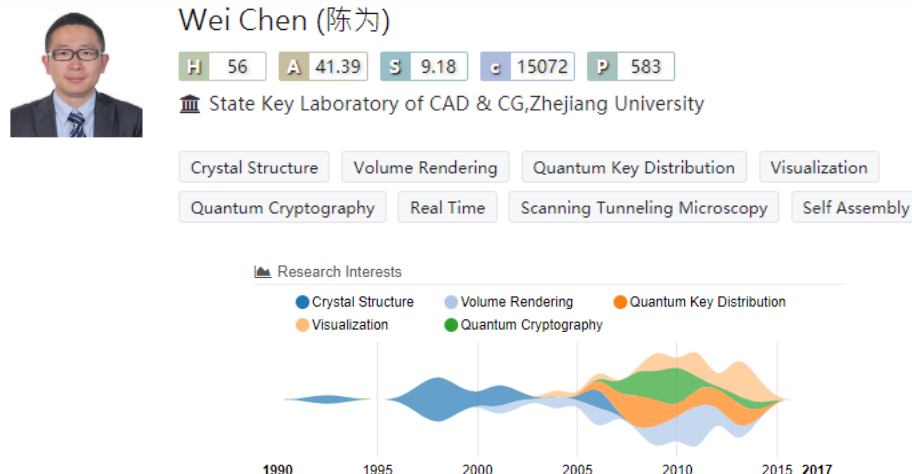 Wei Chen (陈为)
H 56 A 41.39 S 9.18 c 15072 P 583
State Key Laboratory of CAD & CG,Zhejiang University
Crystal Structure Volume Rendering Quantum Key Distribution Visualization
Quantum Cryptography Real Time Scanning Tunneling Microscopy Self Assembly
Research Interests
Crystal Structure Volume Rendering Quantum Key Distribution
Visualization Quantum Cryptography
1990 1995 2000 2005 2010 2015 2017